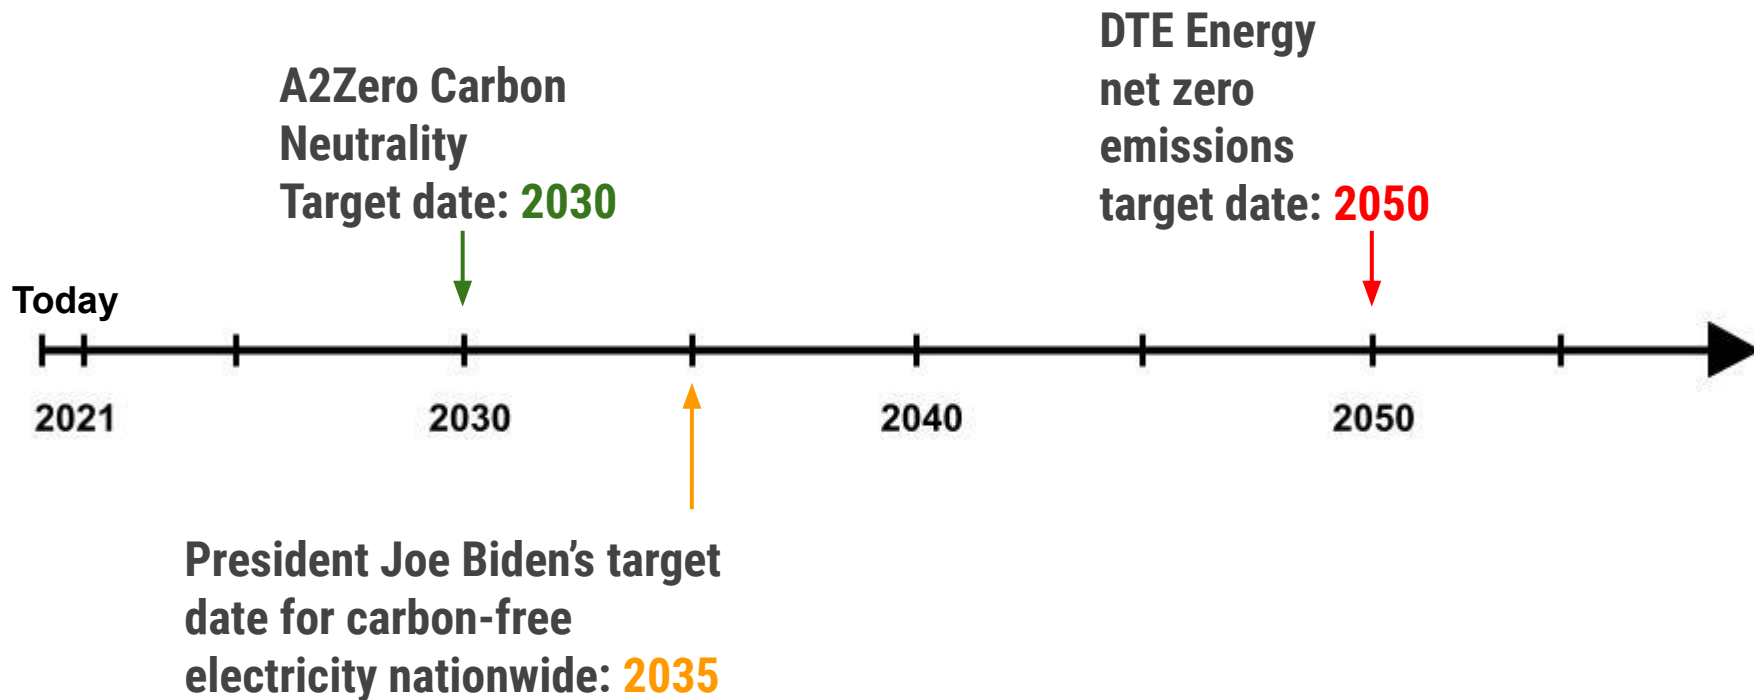 DTE Energy
net zero
emissions
target date: 2050
A2Zero Carbon
Neutrality
Target date: 2030
Today
2021
2030
2040
2050
President Joe Biden’s target
date for carbon-free
electricity nationwide: 2035